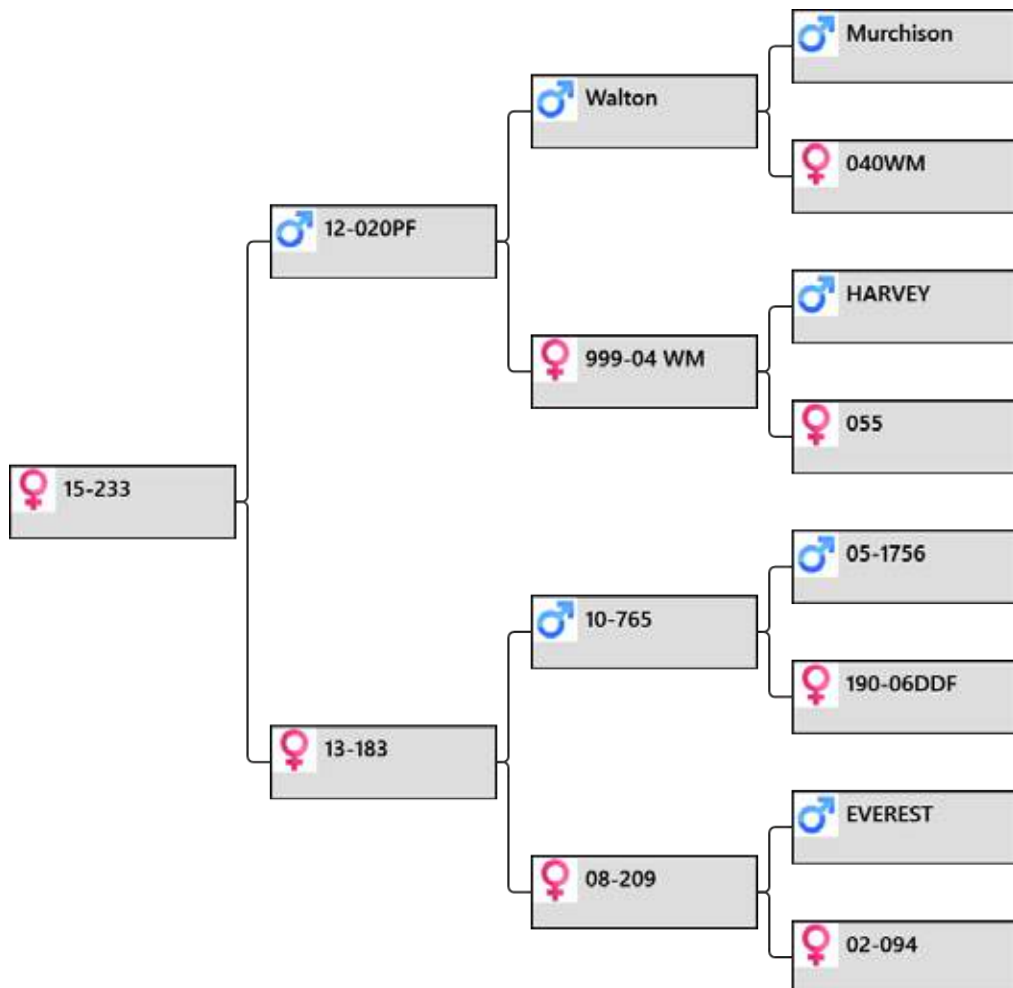 Murchison
Walton
040WM
12-020PF
HARVEY
999-04 WM
055
15-233
05-1756
10-765
190-06DDF
13-183
EVEREST
08-209
02-094